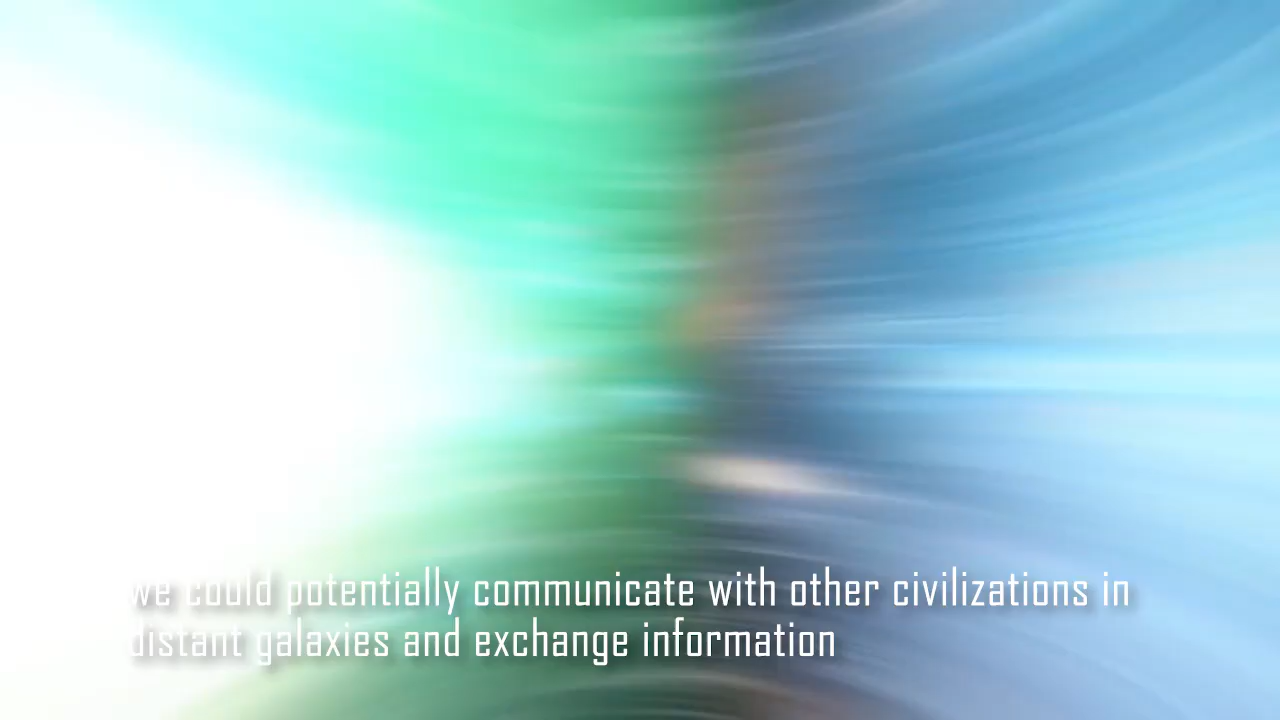 we could potentially communicate with other civilizations in
distant galaxies and exchange information